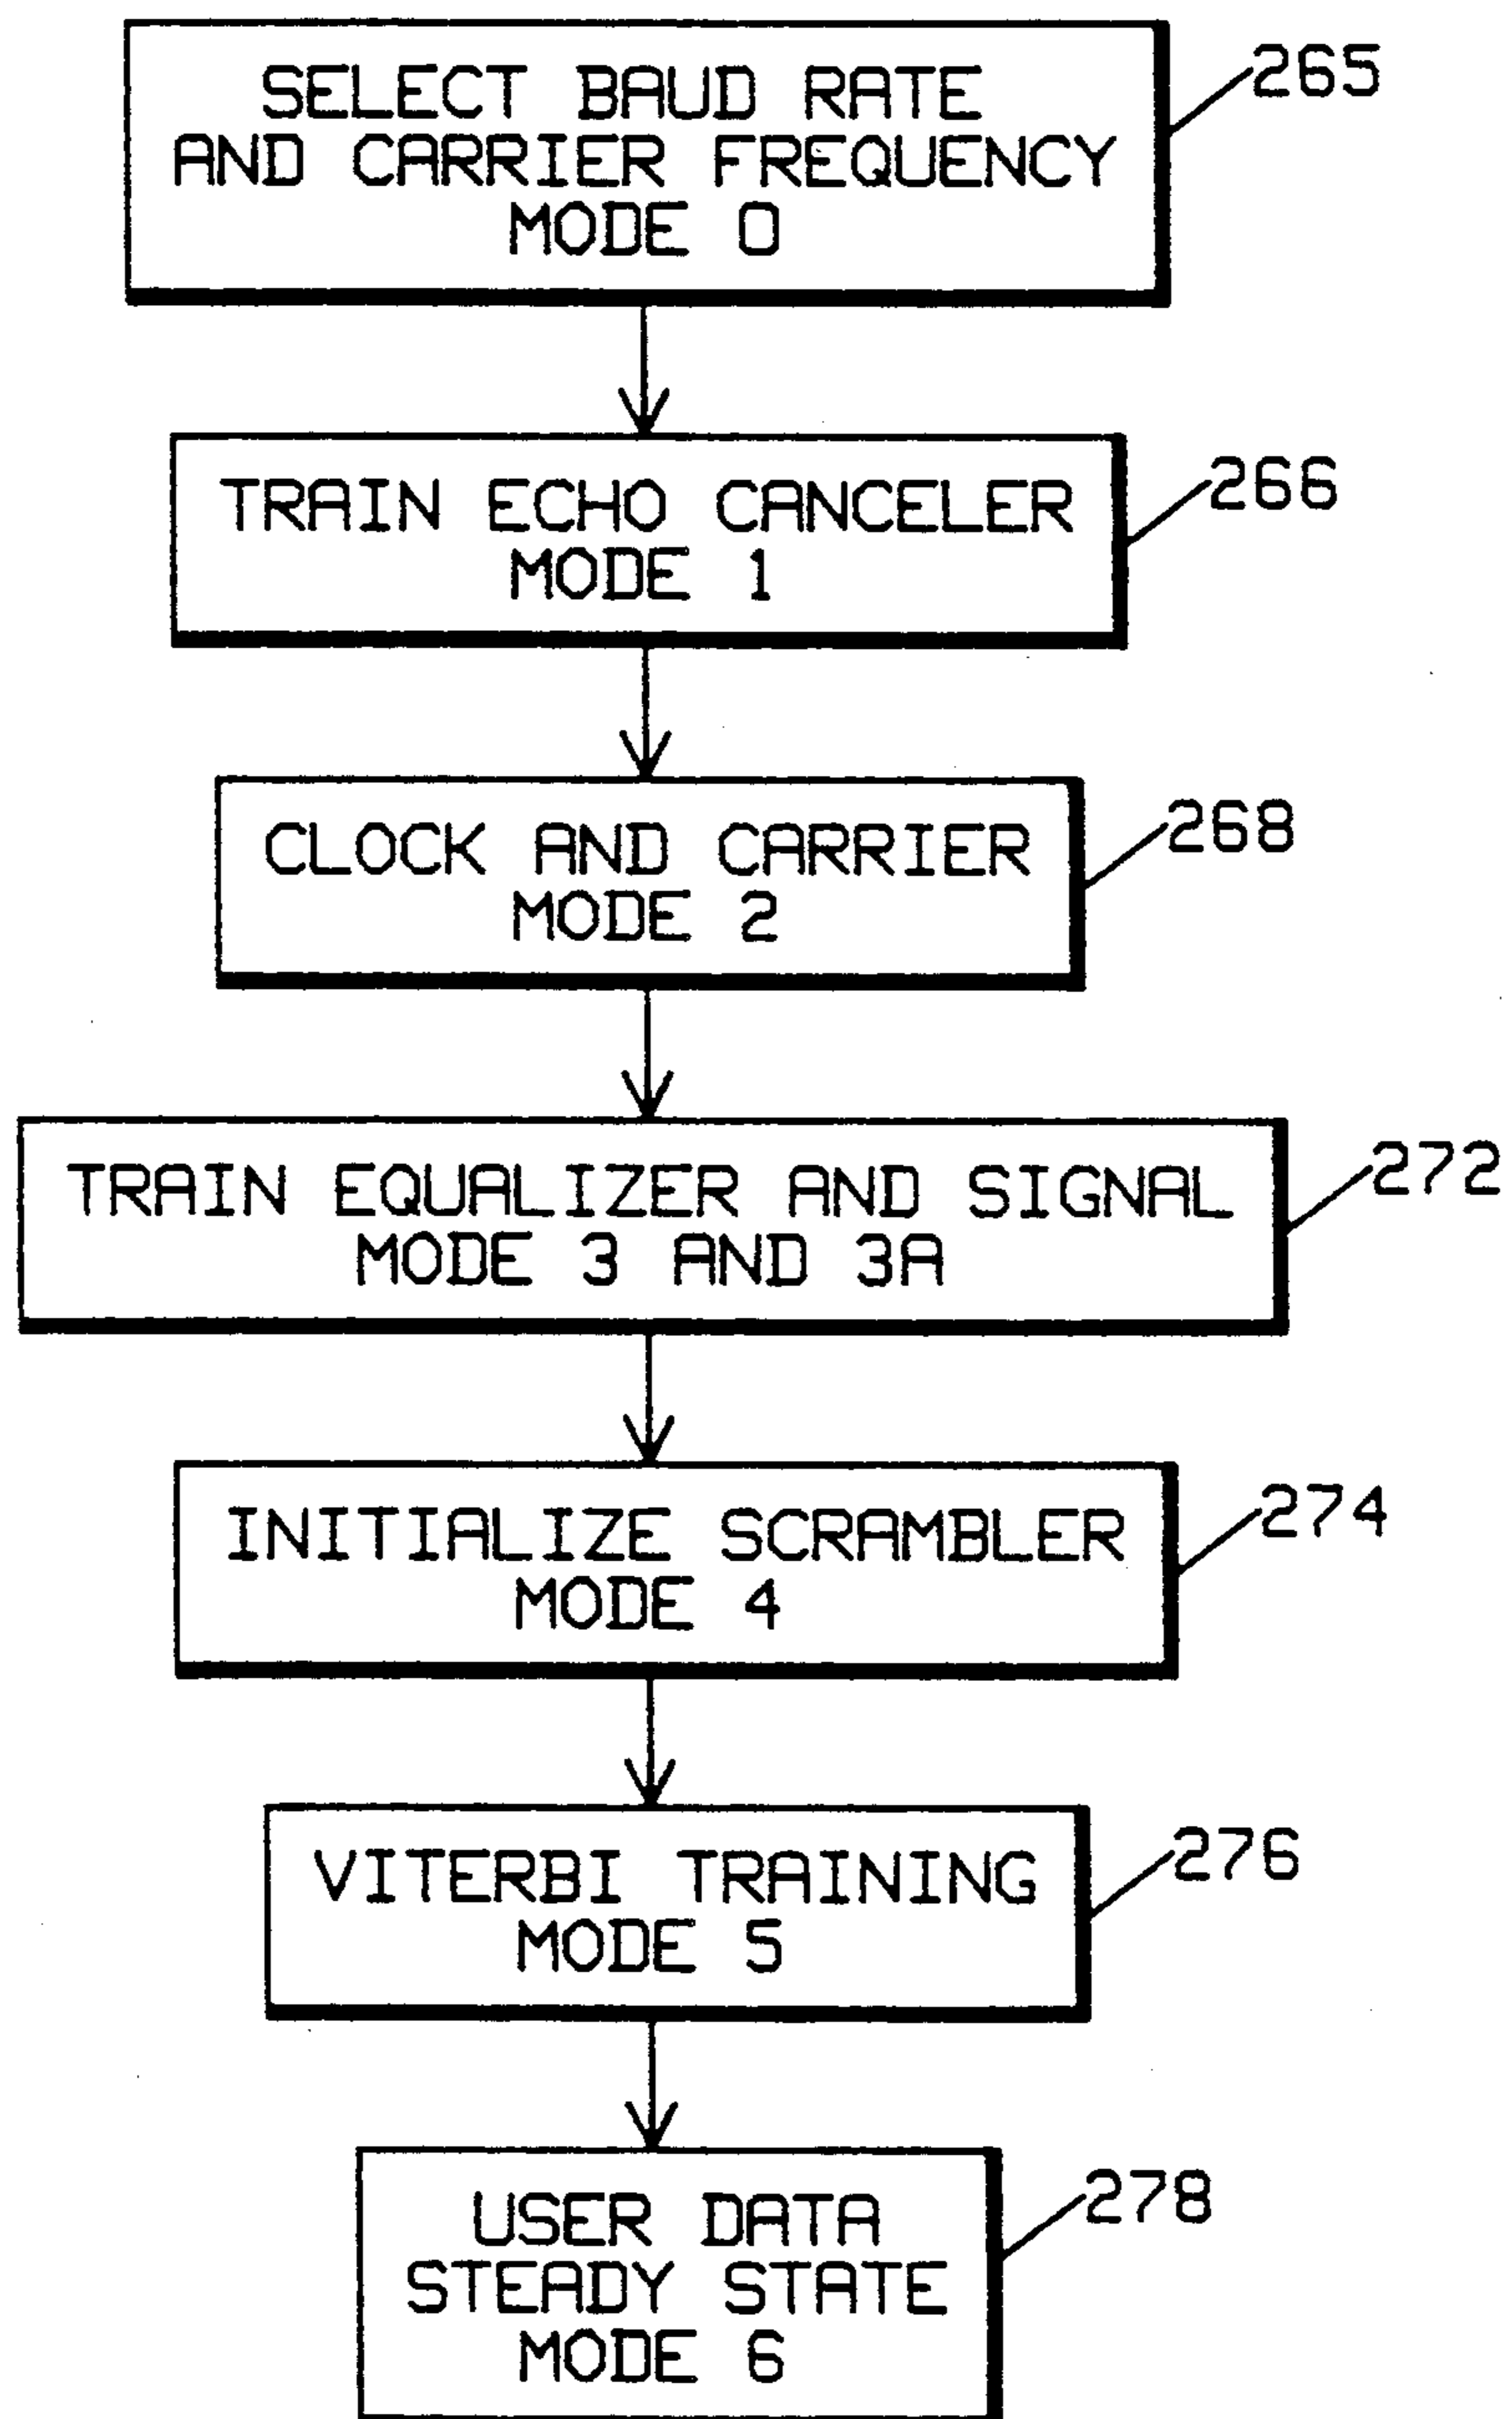 SELECT BAUD RATE
AND CARRIER FREQUENCY
MODE 0
265
TRAIN ECHO CANCELER
MODE 1
266
CLOCK AND CARRIER
MODE 2
268
TRAIN EQUALIZER AND SIGNAL
MODE 3 AND 3A
272
INITIALIZE SCRAMBLER
MODE 4
274
VITERBI TRAINING
MODE 5
276
USER DATA
STEADY STATE
MODE 6
278